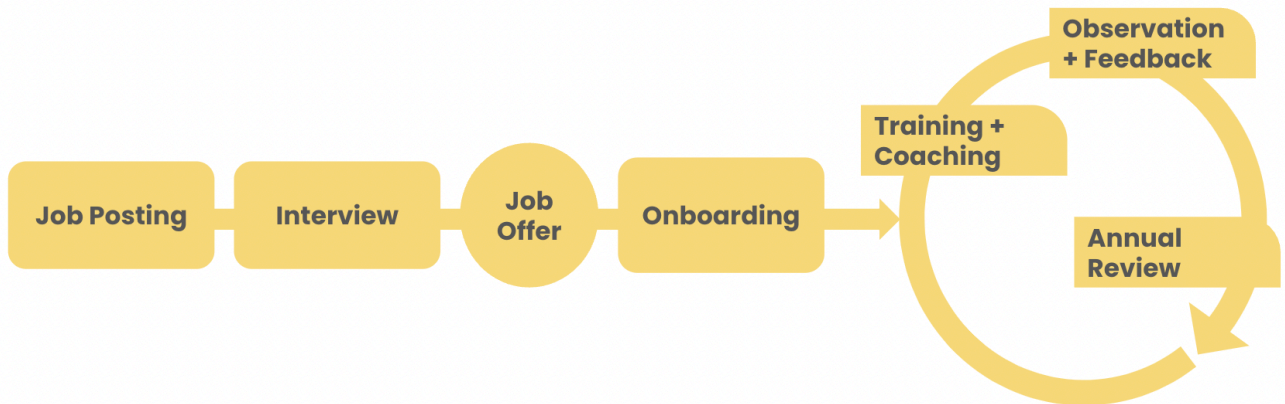 Job Posting
Interview
Job
Offer
Onboarding
Training +
Coaching
Observation
+ Feedback
Annual
Review